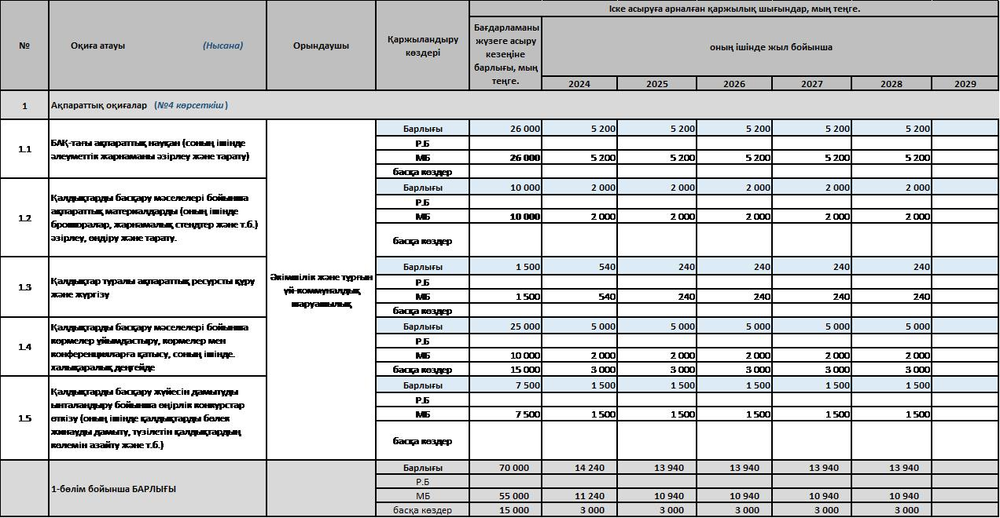 Іске асыруға арналған қаржылық шығындар, мың теңге.
№
Оқиға атауы (Нысана)
Орындаушы
Қаржыландыру
көздері
Бағдарламаны
жүзеге асыру
кезеңіне
барлығы, мың
теңге.
оның ішінде жыл бойынша
2024 2025 2026 2027 2028 2029
1 Ақпараттық оқиғалар (№4 көрсеткіш)
1.1
БАҚ-тағы ақпараттық науқан (соның ішінде
әлеуметтік жарнаманы әзірлеу және тарату)
Барлығы 26 000 5 200 5 200 5 200 5 200 5 200
Р.Б
МБ 26 000 5 200 5 200 5 200 5 200 5 200
басқа көздер
1.2
Қалдықтарды басқару мәселелері бойынша
ақпараттық материалдарды (оның ішінде
брошюралар, жарнамалық стендтер және т.б.)
әзірлеу, өндіру және тарату.
Барлығы 10 000 2 000 2 000 2 000 2 000 2 000
Р.Б
МБ 10 000 2 000 2 000 2 000 2 000 2 000
басқа көздер
Әкімшілік және тұрғын
үй-коммуналдық
шаруашылық
1.3
Қалдықтар туралы ақпараттық ресурсты құру
және жүргізу
Барлығы 1 500 540 240 240 240 240
Р.Б
МБ 1 500 540 240 240 240 240
басқа көздер
1.4
Қалдықтарды басқару мәселелері бойынша
көрмелер ұйымдастыру, көрмелер мен
конференцияларға қатысу, соның ішінде.
халықаралық деңгейде
Барлығы 25 000 5 000 5 000 5 000 5 000 5 000
Р.Б
МБ 10 000 2 000 2 000 2 000 2 000 2 000
басқа көздер 15 000 3 000 3 000 3 000 3 000 3 000
1.5
Қалдықтарды басқару жүйесін дамытуды
ынталандыру бойынша өңірлік конкурстар
өткізу (оның ішінде қалдықтарды бөлек
жинауды дамыту, түзілетін қалдықтардың
көлемін азайту және т.б.)
Барлығы 7 500 1 500 1 500 1 500 1 500 1 500
Р.Б
МБ 7 500 1 500 1 500 1 500 1 500 1 500
басқа көздер
1-бөлім бойынша БАРЛЫҒЫ
Барлығы 70 000 14 240 13 940 13 940 13 940 13 940
Р.Б
МБ 55 000 11 240 10 940 10 940 10 940 10 940
басқа көздер 15 000 3 000 3 000 3 000 3 000 3 000